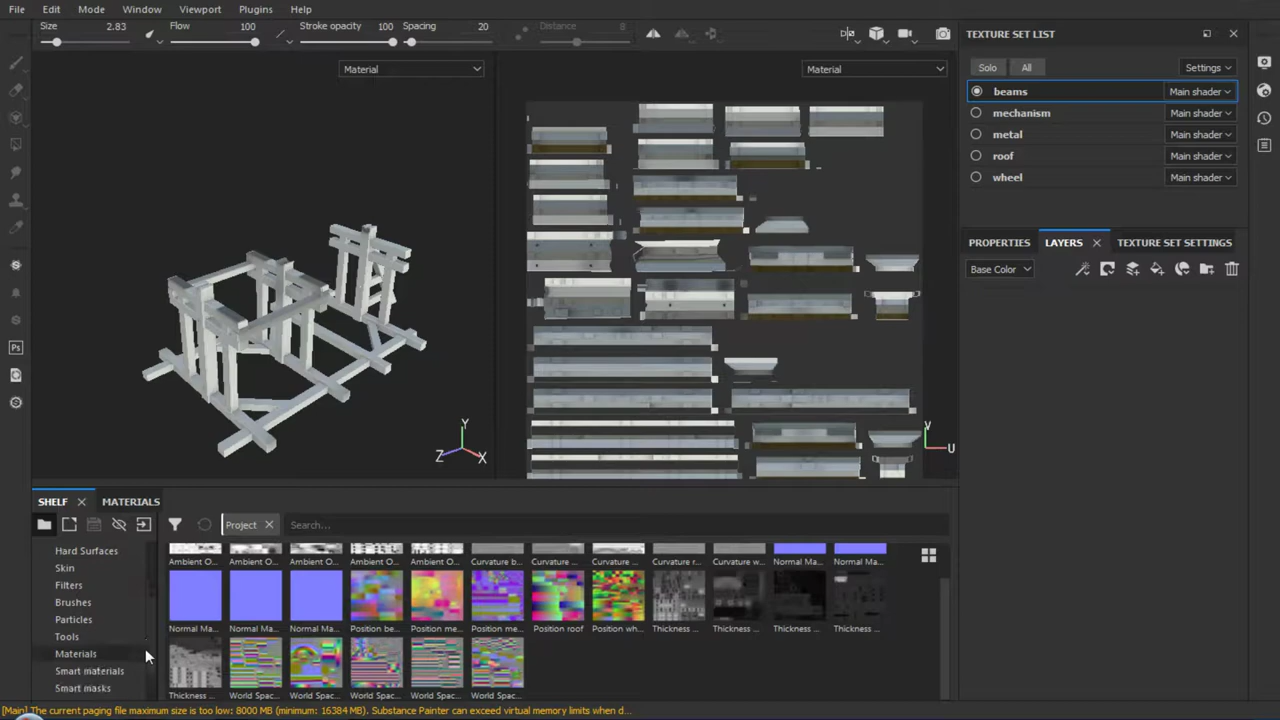 File Edit Mode Viewport Plugins Help
Size 2.83 Flow 100 Stroke opacity 100 Spacing 20 Distance 8
Material
Material
TEXTURE SET LIST
Solo All Settings
beams Main shader
mechanism Main shader
metal Main shader
roof Main shader
wheel Main shader
PROPERTIES LAYERS TEXTURE SET SETTINGS
Base Color
Ps
Y
Z X
V
U
SHELF MATERIALS
Project Search...
Hard Surfaces
Skin
Filters
Brushes
Particles
Tools
Materials
Smart materials
Smart masks
Ambient O... Ambient O... Ambient O... Ambient O... Ambient O... Curvature b... Curvature ... Curvature ... Curvature r... Curvature w... Normal Ma... Normal Ma...
Normal Ma... Normal Ma... Normal Ma... Position be... Position me... Position me... Position roof Position wh... Thickness ... Thickness ... Thickness ... Thickness ...
Thickness ... World Spac... World Spac... World Spac... World Spac... World Spac...
[Main] The current paging file maximum size is too low: 8000 MB (minimum: 16384 MB). Substance Painter can exceed virtual memory limits when d...